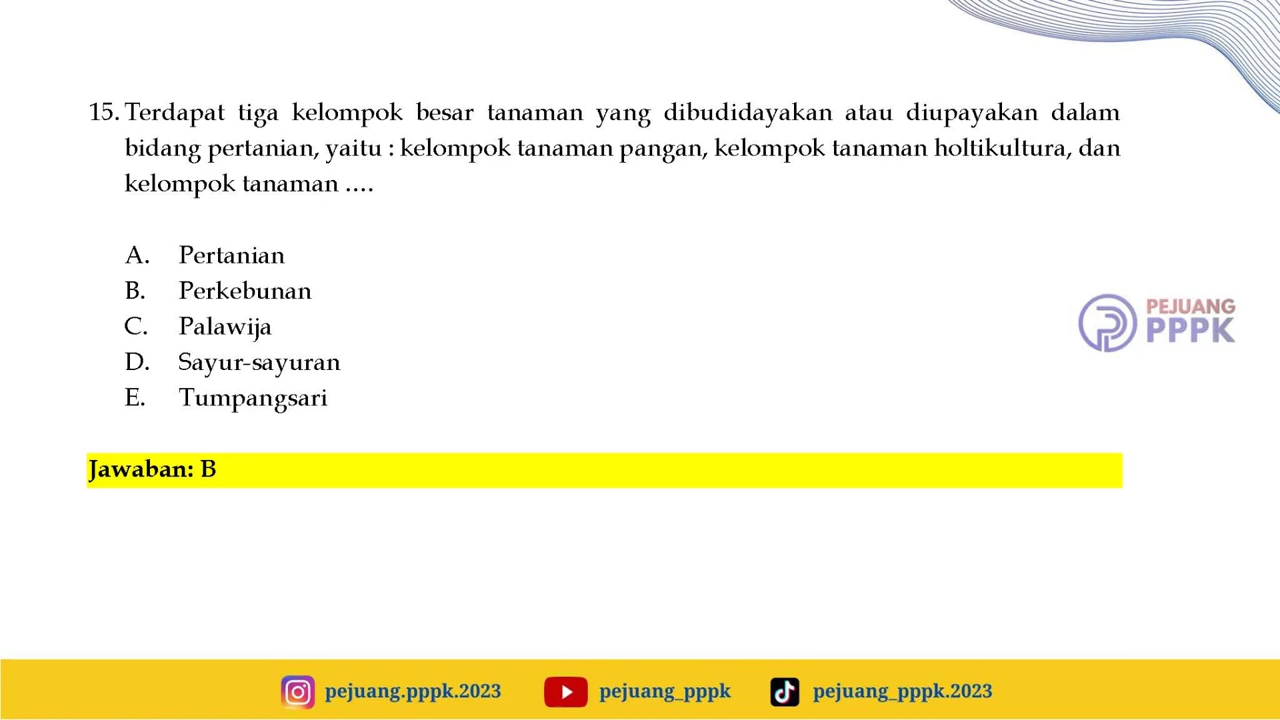 15. Terdapat tiga kelompok besar tanaman yang dibudidayakan atau diupayakan dalam
bidang pertanian, yaitu : kelompok tanaman pangan, kelompok tanaman holtikultura, dan
kelompok tanaman ….
A. Pertanian
B. Perkebunan
C. Palawija
D. Sayur-sayuran
E. Tumpangsari
PEJUANG
PPPK
Jawaban: B
pejuang.pppk.2023 pejuang_pppk pejuang_pppk.2023